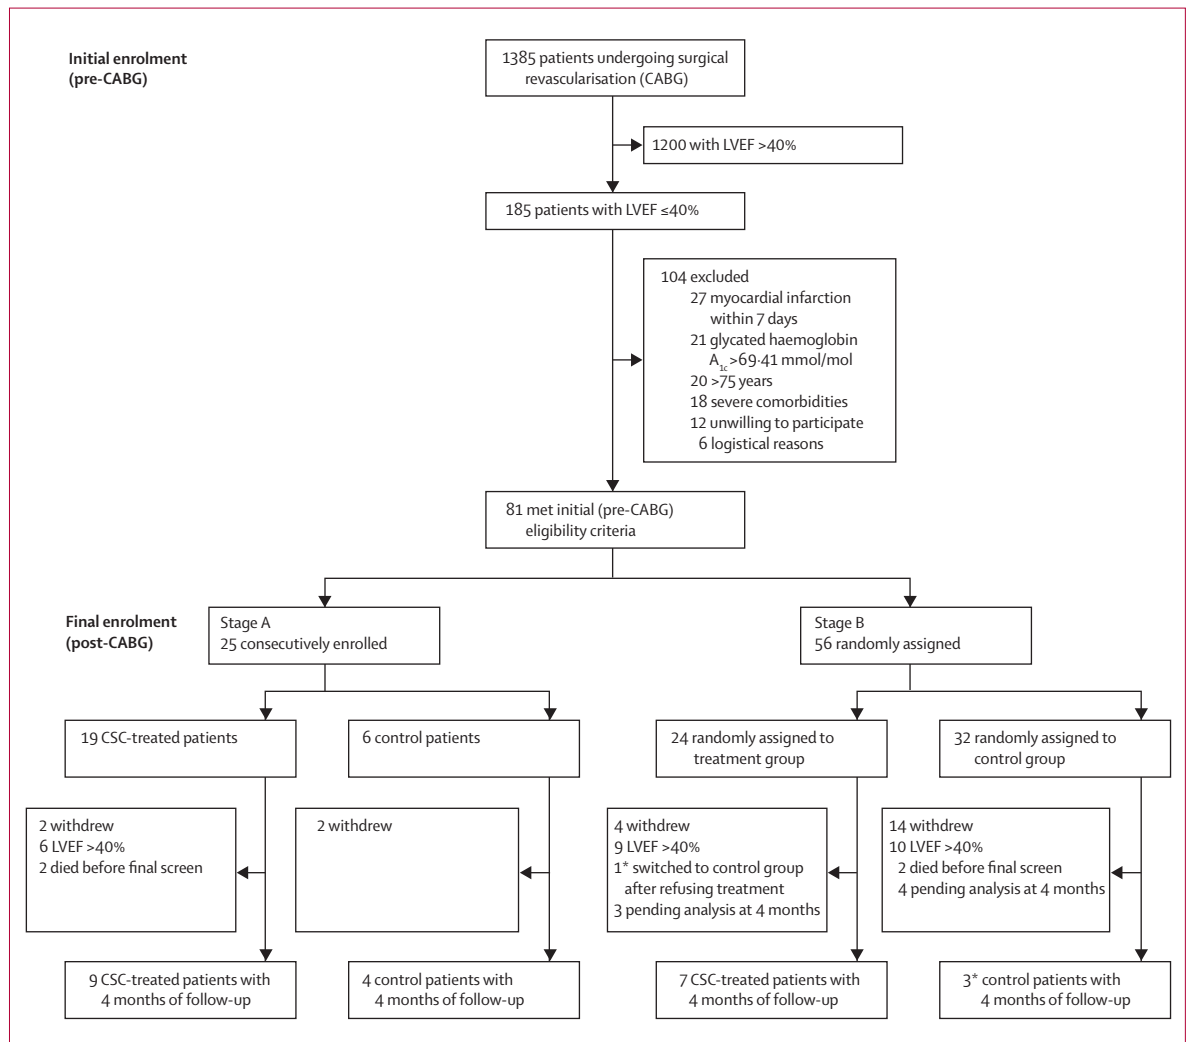 Initial enrolment
(pre-CABG)
1385 patients undergoing surgical
revascularisation (CABG)
1200 with LVEF >40%
185 patients with LVEF ≤40%
104 excluded
27 myocardial infarction
within 7 days
21 glycated haemoglobin
A1c >69·41 mmol/mol
20 >75 years
18 severe comorbidities
12 unwilling to participate
6 logistical reasons
81 met initial (pre-CABG)
eligibility criteria
Final enrolment
(post-CABG)
Stage A
25 consecutively enrolled
Stage B
56 randomly assigned
19 CSC-treated patients
6 control patients
24 randomly assigned to
treatment group
32 randomly assigned to
control group
2 withdrew
6 LVEF >40%
2 died before final screen
2 withdrew
4 withdrew
9 LVEF >40%
1* switched to control group
after refusing treatment
3 pending analysis at 4 months
14 withdrew
10 LVEF >40%
2 died before final screen
4 pending analysis at 4 months
9 CSC-treated patients with
4 months of follow-up
4 control patients with
4 months of follow-up
7 CSC-treated patients with
4 months of follow-up
3* control patients with
4 months of follow-up